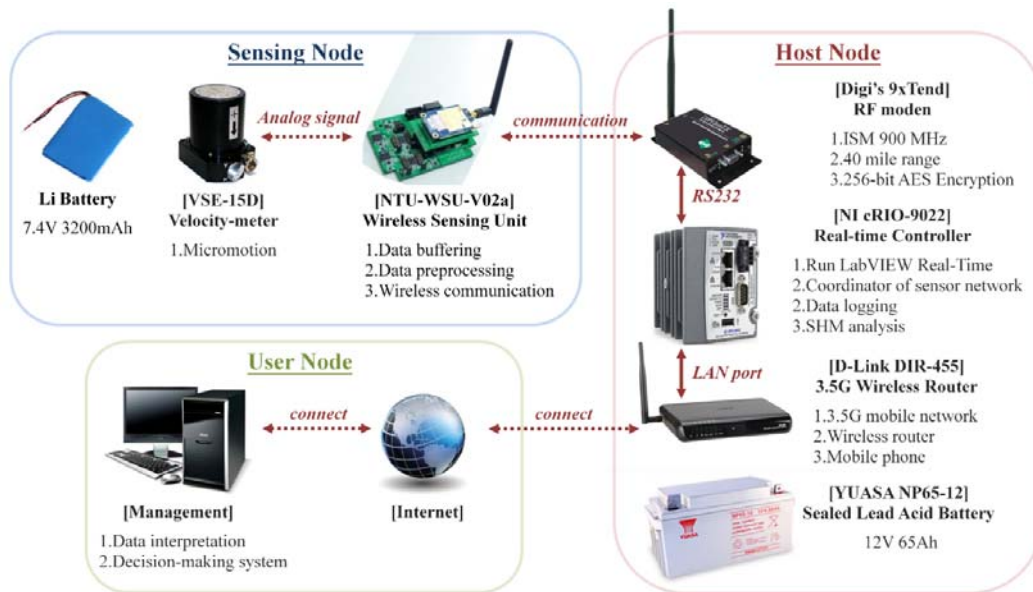 Sensing Node
Analog signal
communication
Li Battery
7.4V 3200mAh
[VSE-15D]
Velocity-meter
1.Micromotion
[NTU-WSU-V02a]
Wireless Sensing Unit
1.Data buffering
2.Data preprocessing
3.Wireless communication
Host Node
[Digi's 9xTend]
RF moden
1.ISM 900 MHz
2.40 mile range
3.256-bit AES Encryption
RS232
[NI cRIO-9022]
Real-time Controller
1.Run LabVIEW Real-Time
2.Coordinator of sensor network
2.Data logging
3.SHM analysis
LAN port
[D-Link DIR-455]
3.5G Wireless Router
1.3.5G mobile network
2.Wireless router
3.Mobile phone
[YUASA NP65-12]
Sealed Lead Acid Battery
12V 65Ah
YUASA
User Node
connect
connect
[Management]
1.Data interpretation
2.Decision-making system
[Internet]